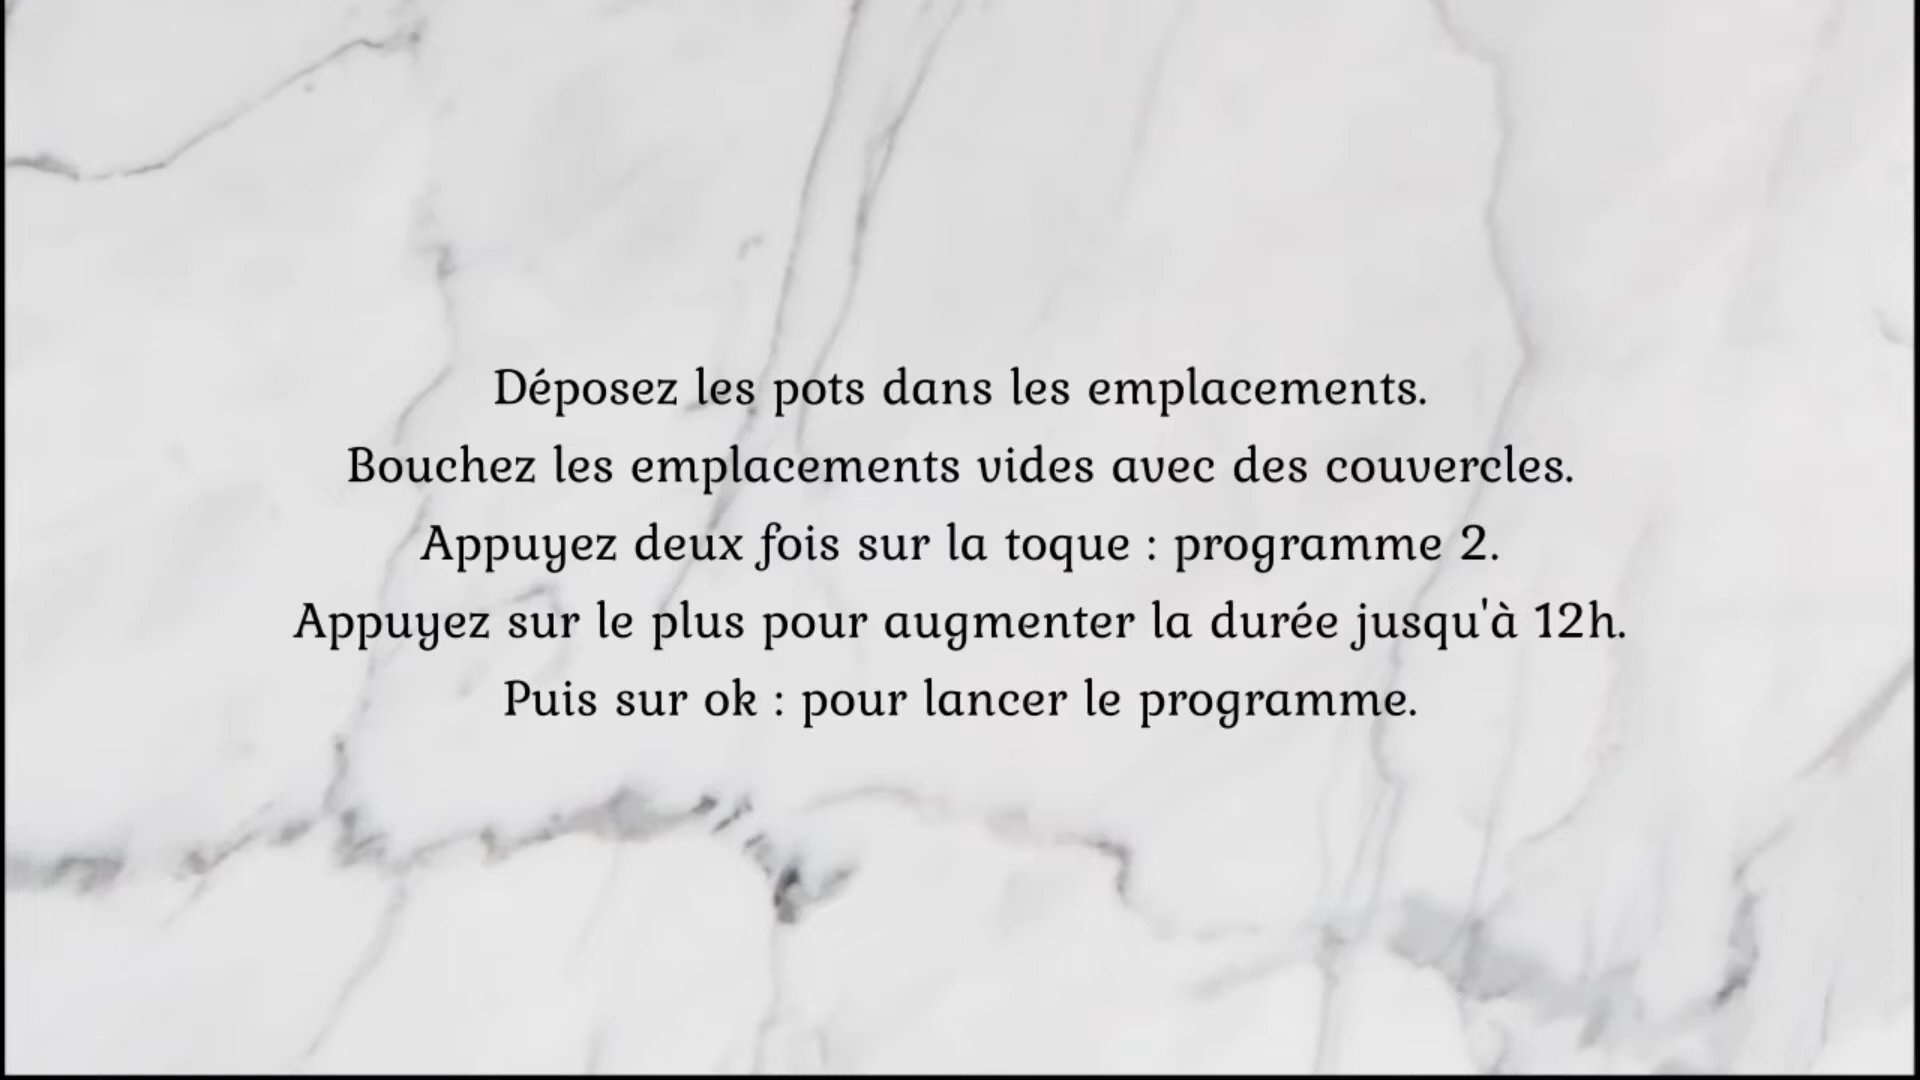 Déposez les pots dans les emplacements.
Bouchez les emplacements vides avec des couvercles.
Appuyez deux fois sur la toque : programme 2.
Appuyez sur le plus pour augmenter la durée jusqu'à 12h.
Puis sur ok : pour lancer le programme.